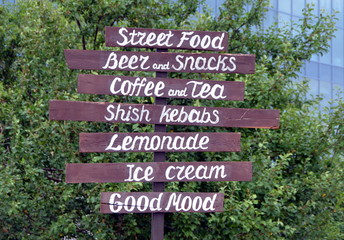 Street Food
Beer and Snacks
Coffee and Tea
Shish kebabs
Lemonade
Ice cream
Good Mood